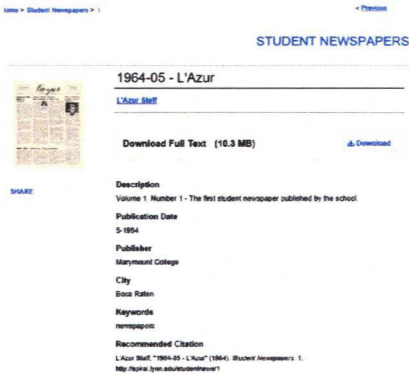 Home > Student Newspapers > 1
< Previous
STUDENT NEWSPAPERS
L'Azur
1964-05 - L'Azur
L'Azur Staff
Download Full Text (10.3 MB)
Download
SHARE
Description
Volume 1 Number 1 - The first student newspaper published by the school.
Publication Date
5-1964
Publisher
Marymount College
City
Boca Raton
Keywords
newspapers
Recommended Citation
L'Azur Staff, "1964-05 - L'Azur" (1964). Student Newspapers. 1.
http://spiral.lynn.edu/studentnews/1